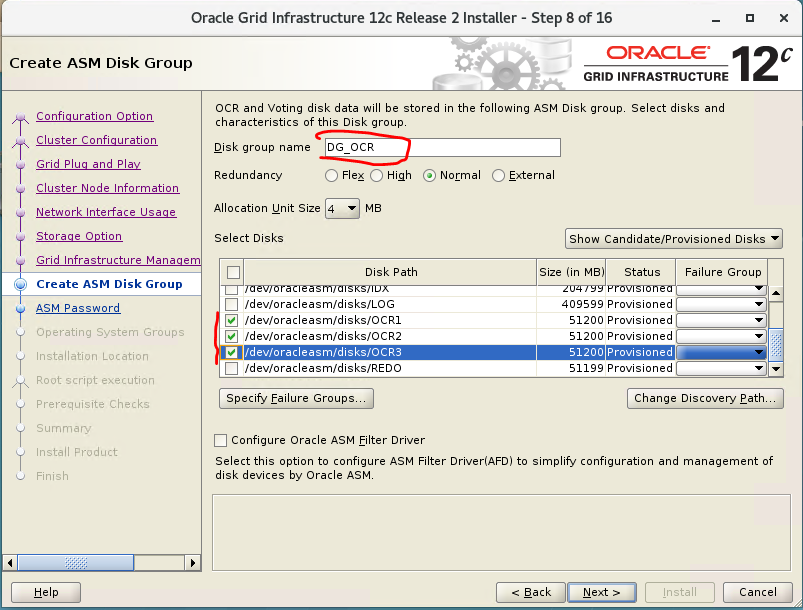 Oracle Grid Infrastructure 12c Release 2 Installer - Step 8 of 16
Create ASM Disk Group
ORACLE
GRID INFRASTRUCTURE 12c
Configuration Option
Cluster Configuration
Grid Plug and Play
Cluster Node Information
Network Interface Usage
Storage Option
Grid Infrastructure Managem
Create ASM Disk Group
ASM Password
Operating System Groups
Installation Location
Root script execution
Prerequisite Checks
Summary
Install Product
Finish
OCR and Voting disk data will be stored in the following ASM Disk group. Select disks and
characteristics of this Disk group.
Disk group name DG_OCR
Redundancy Flex High Normal External
Allocation Unit Size 4 MB
Select Disks Show Candidate/Provisioned Disks
Disk Path Size (in MB) Status Failure Group
/dev/oracleasm/disks/IDX 204799 Provisioned
/dev/oracleasm/disks/LOG 409599 Provisioned
/dev/oracleasm/disks/OCR1 51200 Provisioned
/dev/oracleasm/disks/OCR2 51200 Provisioned
/dev/oracleasm/disks/OCR3 51200 Provisioned
/dev/oracleasm/disks/REDO 51199 Provisioned
Specify Failure Groups... Change Discovery Path...
Configure Oracle ASM Filter Driver
Select this option to configure ASM Filter Driver(AFD) to simplify configuration and management of
disk devices by Oracle ASM.
Help < Back Next > Install Cancel